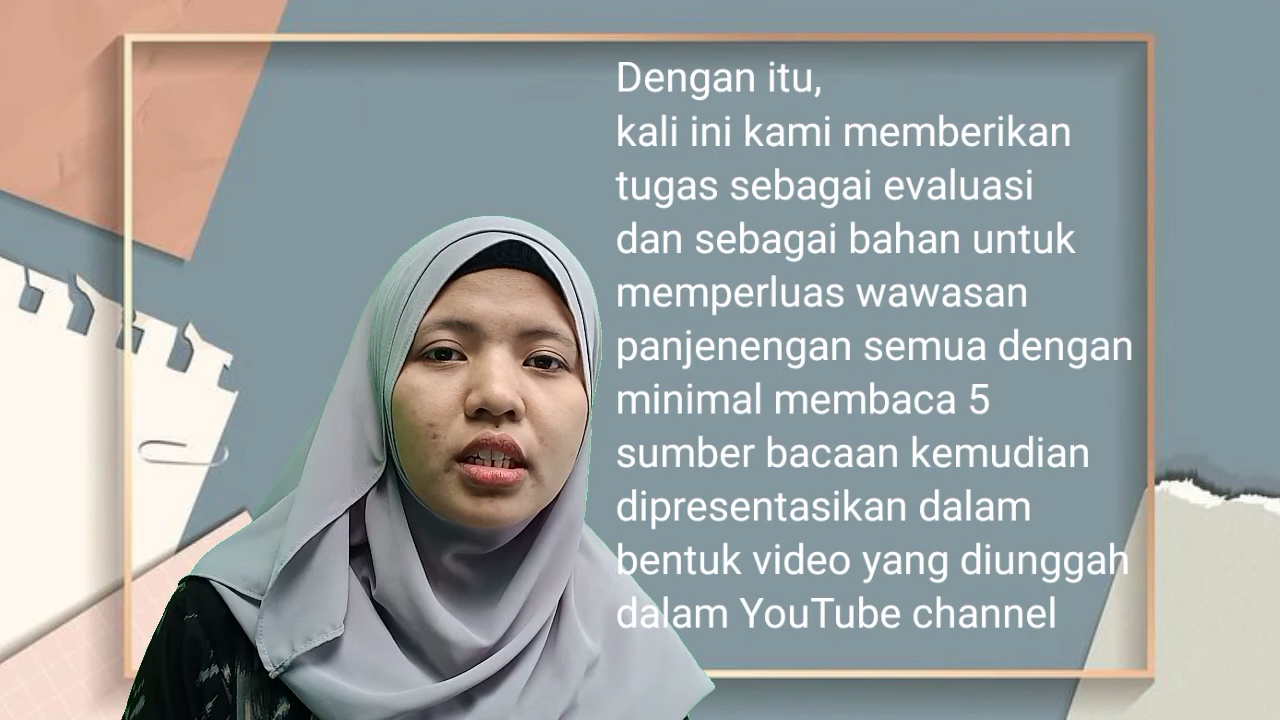 Dengan itu,
kali ini kami memberikan
tugas sebagai evaluasi
dan sebagai bahan untuk
memperluas wawasan
panjenengan semua dengan
minimal membaca 5
sumber bacaan kemudian
dipresentasikan dalam
bentuk video yang diunggah
dalam YouTube channel